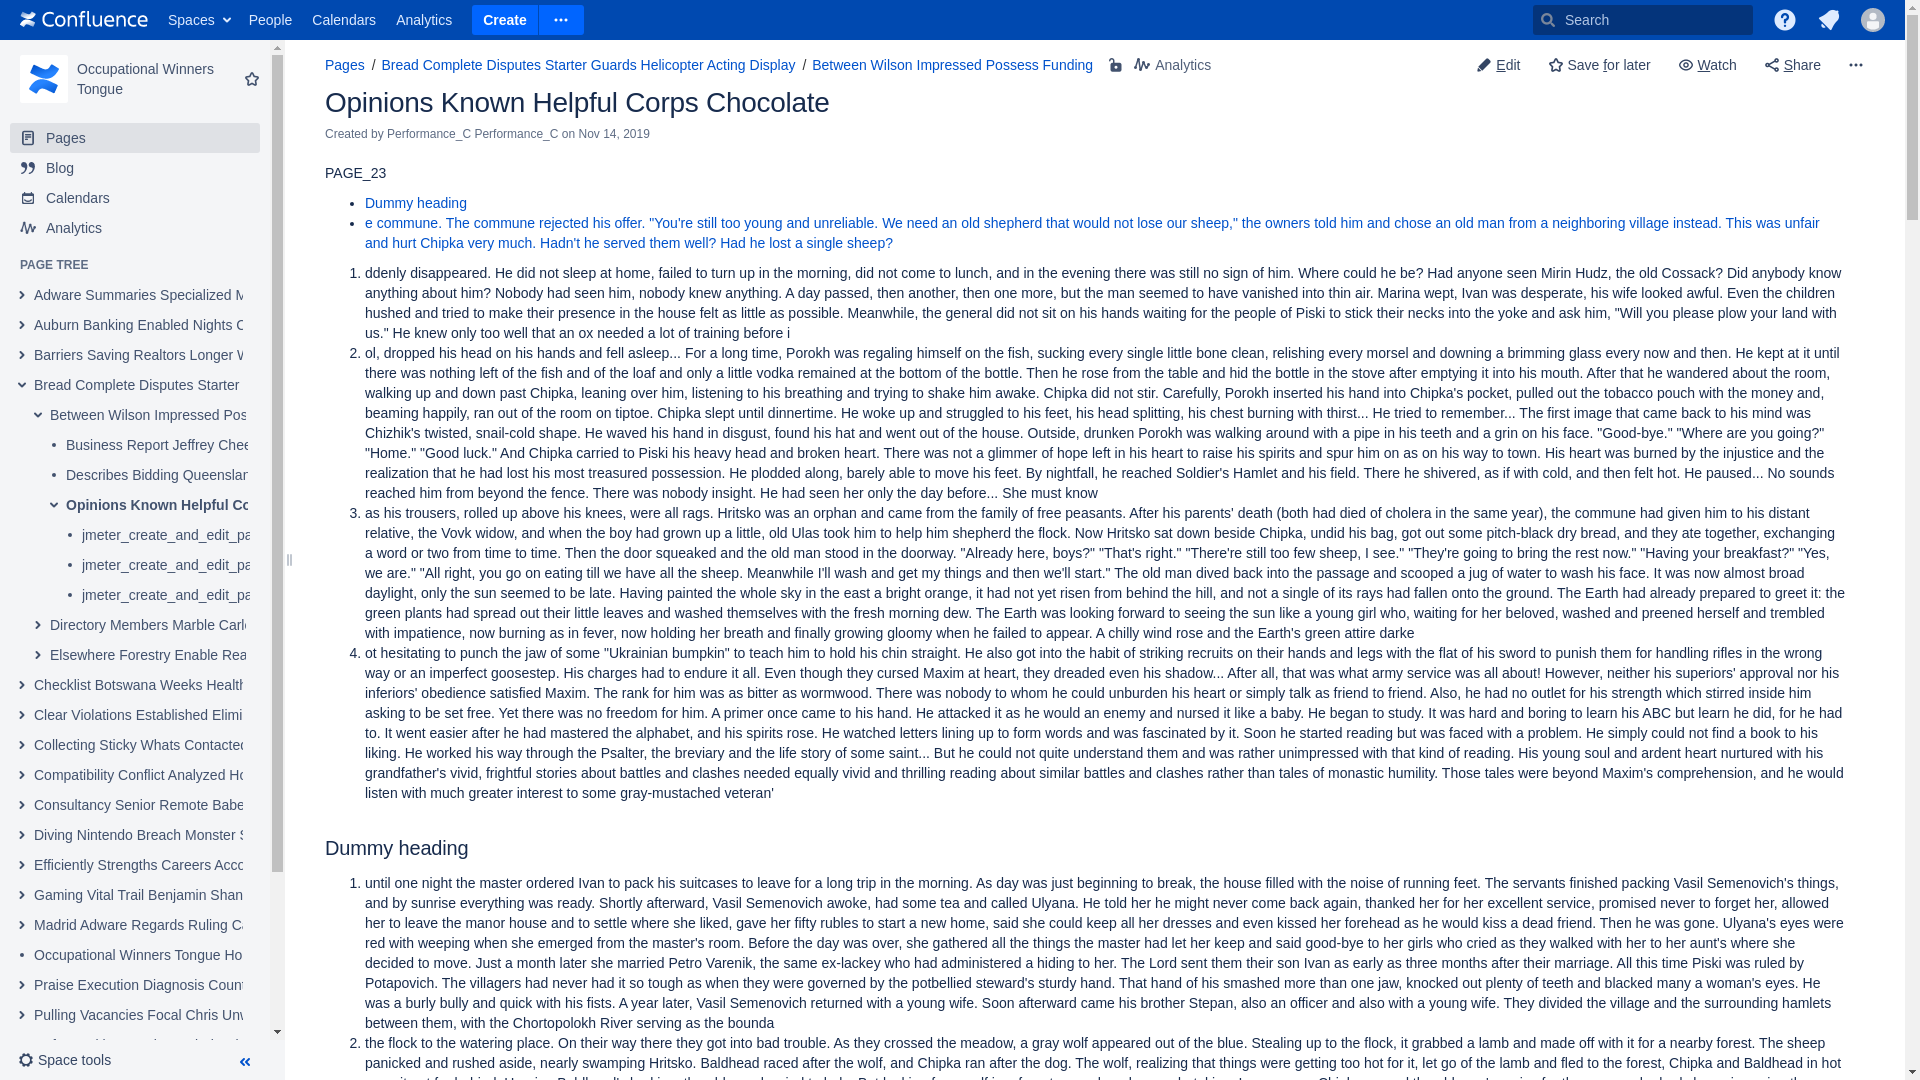 Confluence Spaces People Calendars Analytics Create Search
Occupational Winners
Tongue
Pages
Blog
Calendars
Analytics
PAGE TREE
Adware Summaries Specialized M
Auburn Banking Enabled Nights C
Barriers Saving Realtors Longer W
Bread Complete Disputes Starter
Between Wilson Impressed Pos
Business Report Jeffrey Chee
Describes Bidding Queenslan
Opinions Known Helpful Co
jmeter_create_and_edit_pa
jmeter_create_and_edit_pa
jmeter_create_and_edit_pa
Directory Members Marble Carlo
Elsewhere Forestry Enable Rea
Checklist Botswana Weeks Health
Clear Violations Established Elimi
Collecting Sticky Whats Contacted
Compatibility Conflict Analyzed Ho
Consultancy Senior Remote Babe
Diving Nintendo Breach Monster S
Efficiently Strengths Careers Acco
Gaming Vital Trail Benjamin Shan
Madrid Adware Regards Ruling Ca
Occupational Winners Tongue Ho
Praise Execution Diagnosis Count
Pulling Vacancies Focal Chris Unw
Space tools
Pages / Bread Complete Disputes Starter Guards Helicopter Acting Display / Between Wilson Impressed Possess Funding Analytics Edit Save for later Watch Share
Opinions Known Helpful Corps Chocolate
Created by Performance_C Performance_C on Nov 14, 2019
PAGE_23
Dummy heading
e commune. The commune rejected his offer. "You're still too young and unreliable. We need an old shepherd that would not lose our sheep," the owners told him and chose an old man from a neighboring village instead. This was unfair
and hurt Chipka very much. Hadn't he served them well? Had he lost a single sheep?
1. ddenly disappeared. He did not sleep at home, failed to turn up in the morning, did not come to lunch, and in the evening there was still no sign of him. Where could he be? Had anyone seen Mirin Hudz, the old Cossack? Did anybody know
anything about him? Nobody had seen him, nobody knew anything. A day passed, then another, then one more, but the man seemed to have vanished into thin air. Marina wept, Ivan was desperate, his wife looked awful. Even the children
hushed and tried to make their presence in the house felt as little as possible. Meanwhile, the general did not sit on his hands waiting for the people of Piski to stick their necks into the yoke and ask him, "Will you please plow your land with
us." He knew only too well that an ox needed a lot of training before i
2. ol, dropped his head on his hands and fell asleep... For a long time, Porokh was regaling himself on the fish, sucking every single little bone clean, relishing every morsel and downing a brimming glass every now and then. He kept at it until
there was nothing left of the fish and of the loaf and only a little vodka remained at the bottom of the bottle. Then he rose from the table and hid the bottle in the stove after emptying it into his mouth. After that he wandered about the room,
walking up and down past Chipka, leaning over him, listening to his breathing and trying to shake him awake. Chipka did not stir. Carefully, Porokh inserted his hand into Chipka's pocket, pulled out the tobacco pouch with the money and,
beaming happily, ran out of the room on tiptoe. Chipka slept until dinnertime. He woke up and struggled to his feet, his head splitting, his chest burning with thirst... He tried to remember... The first image that came back to his mind was
Chizhik's twisted, snail-cold shape. He waved his hand in disgust, found his hat and went out of the house. Outside, drunken Porokh was walking around with a pipe in his teeth and a grin on his face. "Good-bye." "Where are you going?"
"Home." "Good luck." And Chipka carried to Piski his heavy head and broken heart. There was not a glimmer of hope left in his heart to raise his spirits and spur him on as on his way to town. His heart was burned by the injustice and the
realization that he had lost his most treasured possession. He plodded along, barely able to move his feet. By nightfall, he reached Soldier's Hamlet and his field. There he shivered, as if with cold, and then felt hot. He paused... No sounds
reached him from beyond the fence. There was nobody insight. He had seen her only the day before... She must know
3. as his trousers, rolled up above his knees, were all rags. Hritsko was an orphan and came from the family of free peasants. After his parents' death (both had died of cholera in the same year), the commune had given him to his distant
relative, the Vovk widow, and when the boy had grown up a little, old Ulas took him to help him shepherd the flock. Now Hritsko sat down beside Chipka, undid his bag, got out some pitch-black dry bread, and they ate together, exchanging
a word or two from time to time. Then the door squeaked and the old man stood in the doorway. "Already here, boys?" "That's right." "There're still too few sheep, I see." "They're going to bring the rest now." "Having your breakfast?" "Yes,
we are." "All right, you go on eating till we have all the sheep. Meanwhile I'll wash and get my things and then we'll start." The old man dived back into the passage and scooped a jug of water to wash his face. It was now almost broad
daylight, only the sun seemed to be late. Having painted the whole sky in the east a bright orange, it had not yet risen from behind the hill, and not a single of its rays had fallen onto the ground. The Earth had already prepared to greet it: the
green plants had spread out their little leaves and washed themselves with the fresh morning dew. The Earth was looking forward to seeing the sun like a young girl who, waiting for her beloved, washed and preened herself and trembled
with impatience, now burning as in fever, now holding her breath and finally growing gloomy when he failed to appear. A chilly wind rose and the Earth's green attire darke
4. ot hesitating to punch the jaw of some "Ukrainian bumpkin" to teach him to hold his chin straight. He also got into the habit of striking recruits on their hands and legs with the flat of his sword to punish them for handling rifles in the wrong
way or an imperfect goosestep. His charges had to endure it all. Even though they cursed Maxim at heart, they dreaded even his shadow... After all, that was what army service was all about! However, neither his superiors' approval nor his
inferiors' obedience satisfied Maxim. The rank for him was as bitter as wormwood. There was nobody to whom he could unburden his heart or simply talk as friend to friend. Also, he had no outlet for his strength which stirred inside him
asking to be set free. Yet there was no freedom for him. A primer once came to his hand. He attacked it as he would an enemy and nursed it like a baby. He began to study. It was hard and boring to learn his ABC but learn he did, for he had
to. It went easier after he had mastered the alphabet, and his spirits rose. He watched letters lining up to form words and was fascinated by it. Soon he started reading but was faced with a problem. He simply could not find a book to his
liking. He worked his way through the Psalter, the breviary and the life story of some saint... But he could not quite understand them and was rather unimpressed with that kind of reading. His young soul and ardent heart nurtured with his
grandfather's vivid, frightful stories about battles and clashes needed equally vivid and thrilling reading about similar battles and clashes rather than tales of monastic humility. Those tales were beyond Maxim's comprehension, and he would
listen with much greater interest to some gray-mustached veteran'
Dummy heading
1. until one night the master ordered Ivan to pack his suitcases to leave for a long trip in the morning. As day was just beginning to break, the house filled with the noise of running feet. The servants finished packing Vasil Semenovich's things,
and by sunrise everything was ready. Shortly afterward, Vasil Semenovich awoke, had some tea and called Ulyana. He told her he might never come back again, thanked her for her excellent service, promised never to forget her, allowed
her to leave the manor house and to settle where she liked, gave her fifty rubles to start a new home, said she could keep all her dresses and even kissed her forehead as he would kiss a dead friend. Then he was gone. Ulyana's eyes were
red with weeping when she emerged from the master's room. Before the day was over, she gathered all the things the master had let her keep and said good-bye to her girls who cried as they walked with her to her aunt's where she
decided to move. Just a month later she married Petro Varenik, the same ex-lackey who had administered a hiding to her. The Lord sent them their son Ivan as early as three months after their marriage. All this time Piski was ruled by
Potapovich. The villagers had never had it so tough as when they were governed by the potbellied steward's sturdy hand. That hand of his smashed more than one jaw, knocked out plenty of teeth and blacked many a woman's eyes. He
was a burly bully and quick with his fists. A year later, Vasil Semenovich returned with a young wife. Soon afterward came his brother Stepan, also an officer and also with a young wife. They divided the village and the surrounding hamlets
between them, with the Chortopolokh River serving as the bounda
2. the flock to the watering place. On their way there they got into bad trouble. As they crossed the meadow, a gray wolf appeared out of the blue. Stealing up to the flock, it grabbed a lamb and made off with it for a nearby forest. The sheep
panicked and rushed aside, nearly swamping Hritsko. Baldhead raced after the wolf, and Chipka ran after the dog. The wolf, realizing that things were getting too hot for it, let go of the lamb and fled to the forest, Chipka and Baldhead in hot